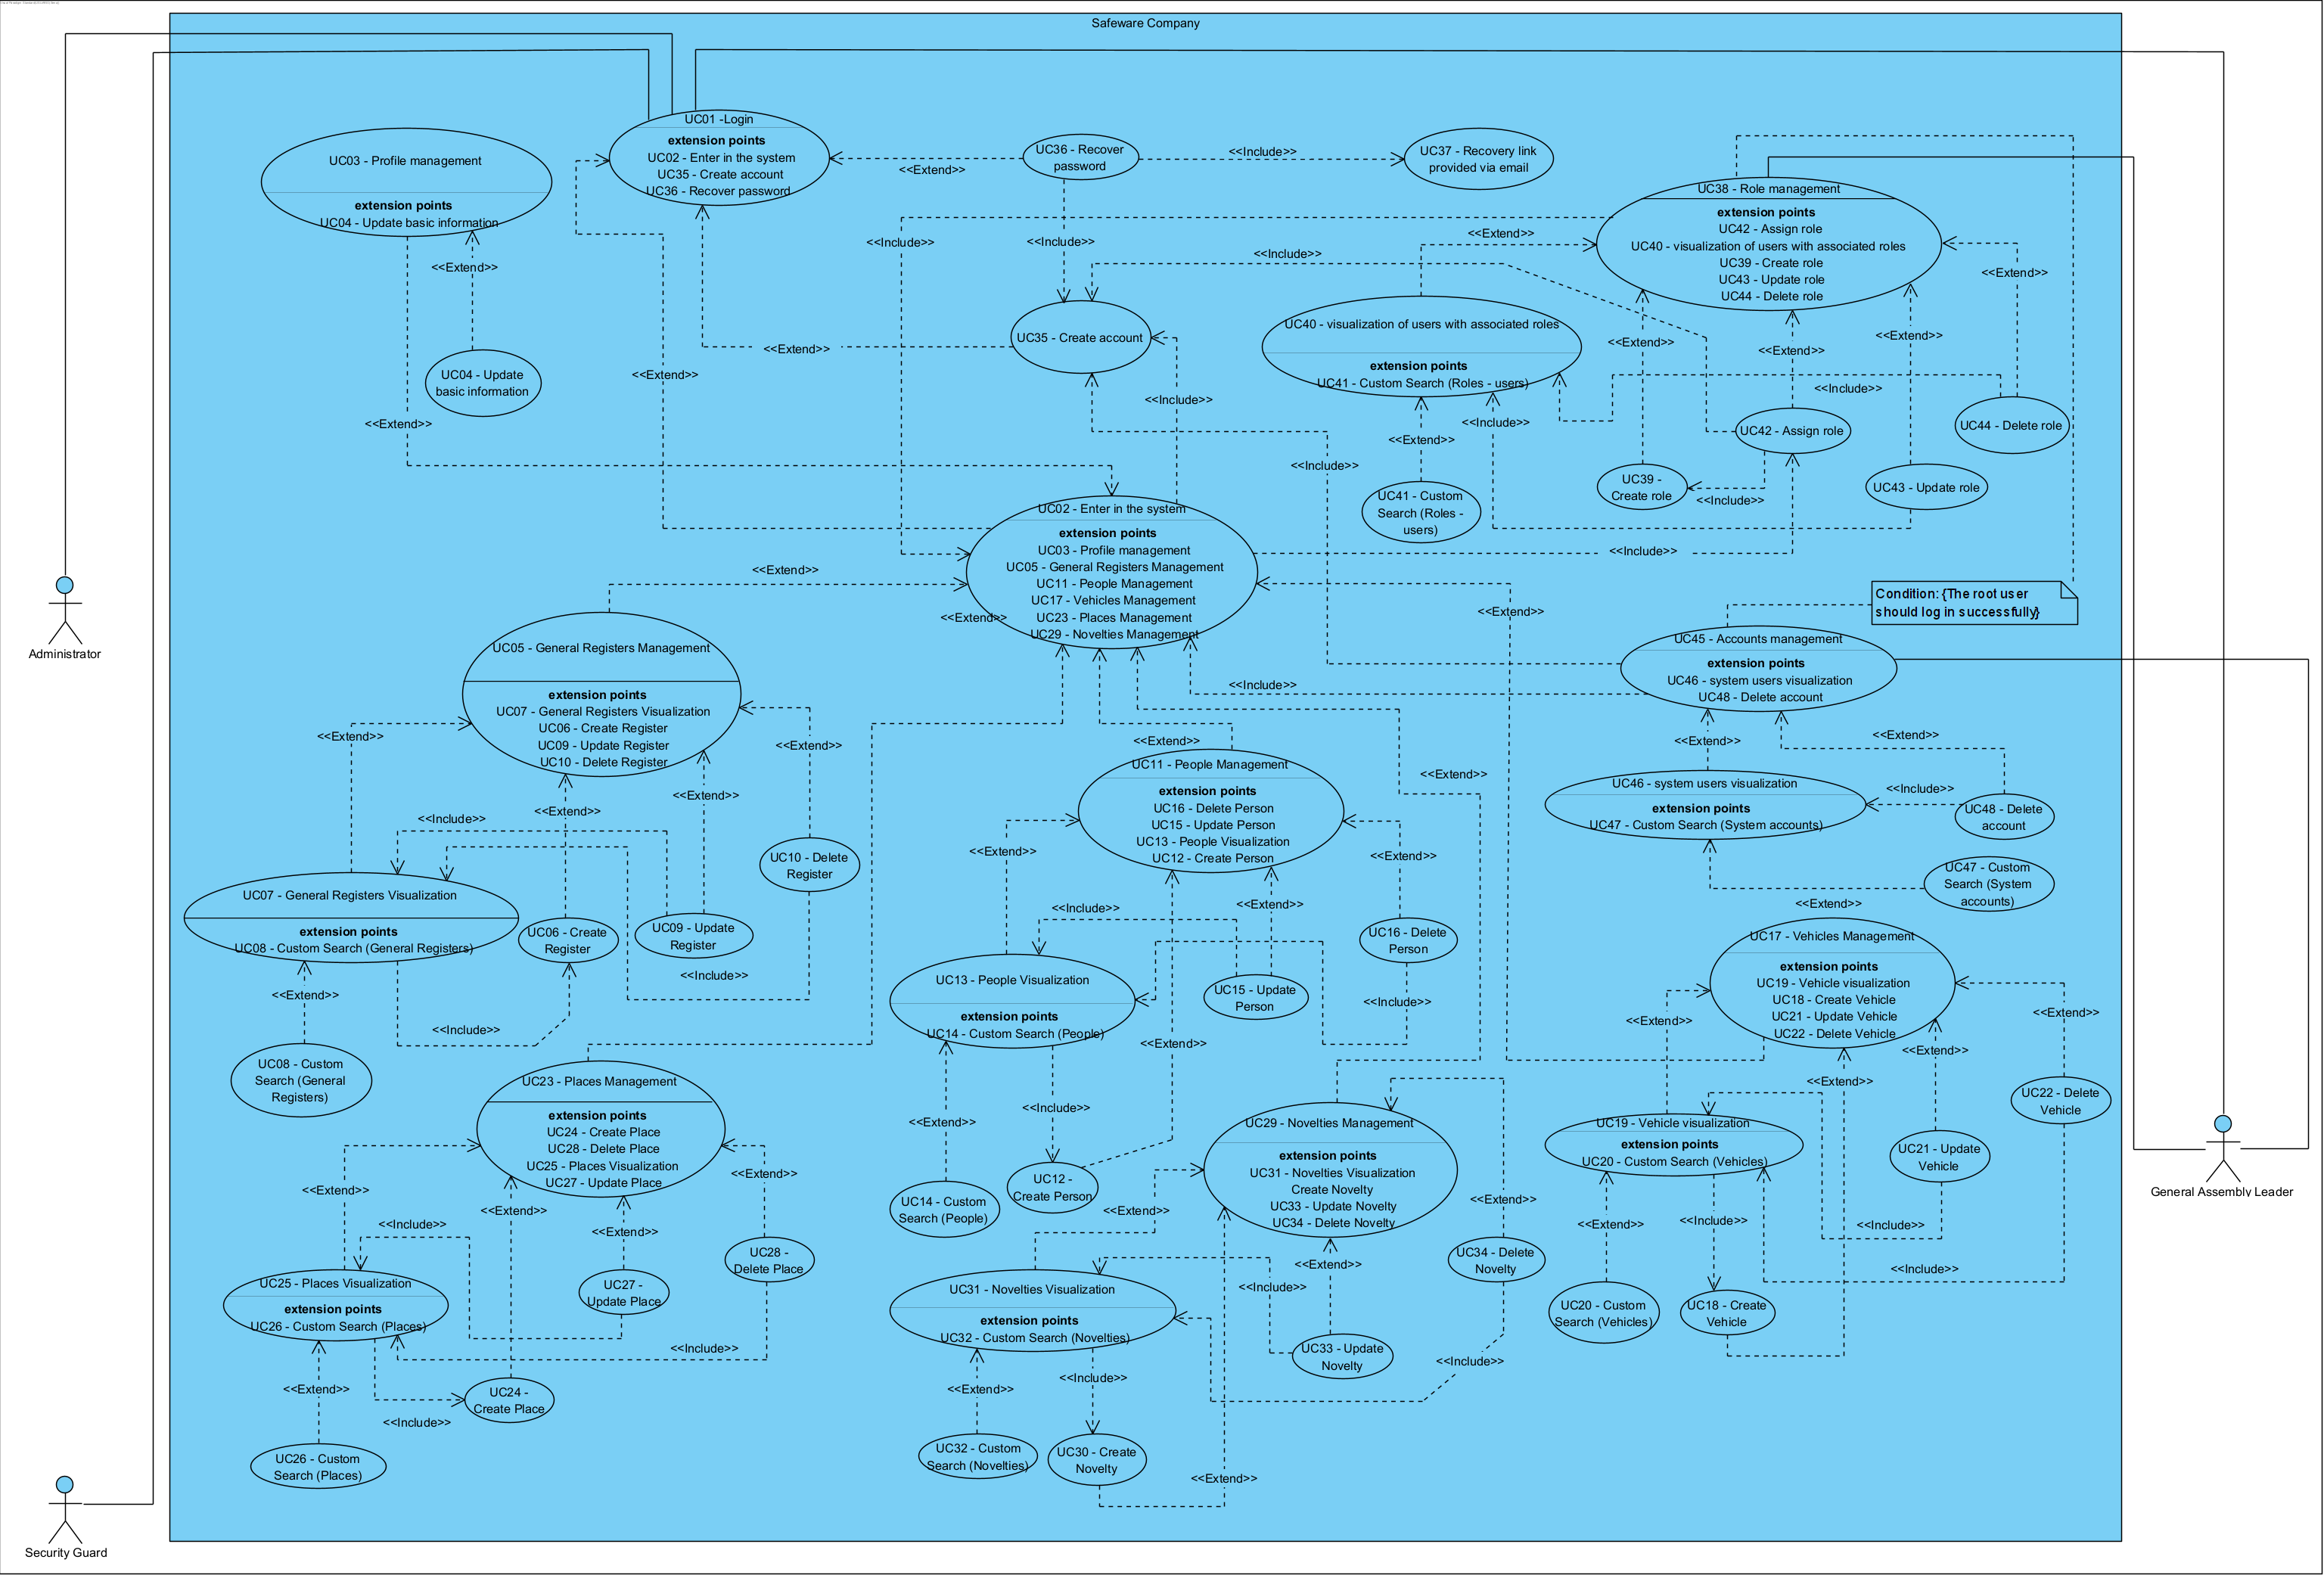 Safeware Company
UC01 -Login
extension points
UC02 - Enter in the system
UC35 - Create account
UC36 - Recover password
UC03 - Profile management
extension points
UC04 - Update basic information
UC36 - Recover
password
<<Include>>
<<Extend>>
UC37 - Recovery link
provided via email
UC38 - Role management
extension points
UC42 - Assign role
UC40 - visualization of users with associated roles
UC39 - Create role
UC43 - Update role
UC44 - Delete role
<<Include>>
<<Include>>
<<Include>>
<<Extend>>
<<Extend>>
<<Extend>>
UC35 - Create account
UC40 - visualization of users with associated roles
extension points
UC41 - Custom Search (Roles - users)
<<Extend>>
<<Extend>>
<<Extend>>
<<Extend>>
<<Extend>>
UC04 - Update
basic information
<<Extend>>
<<Include>>
<<Include>>
<<Include>>
<<Extend>>
<<Include>>
<<Extend>>
UC42 - Assign role
UC44 - Delete role
UC39 -
Create role
<<Include>>
UC43 - Update role
UC41 - Custom
Search (Roles -
users)
UC02 - Enter in the system
extension points
UC03 - Profile management
UC05 - General Registers Management
UC11 - People Management
UC17 - Vehicles Management
UC23 - Places Management
UC29 - Novelties Management
<<Include>>
<<Extend>>
<<Extend>>
<<Extend>>
Condition: {The root user
should log in successfully}
Administrator
UC05 - General Registers Management
extension points
UC07 - General Registers Visualization
UC06 - Create Register
UC09 - Update Register
UC10 - Delete Register
UC45 - Accounts management
extension points
UC46 - system users visualization
UC48 - Delete account
<<Include>>
<<Extend>>
<<Extend>>
<<Extend>>
<<Extend>>
<<Extend>>
<<Extend>>
UC11 - People Management
extension points
UC16 - Delete Person
UC15 - Update Person
UC13 - People Visualization
UC12 - Create Person
<<Extend>>
UC46 - system users visualization
extension points
UC47 - Custom Search (System accounts)
<<Include>>
UC48 - Delete
account
<<Extend>>
<<Extend>>
<<Include>>
<<Extend>>
<<Extend>>
UC10 - Delete
Register
UC47 - Custom
Search (System
accounts)
<<Extend>>
UC07 - General Registers Visualization
extension points
UC08 - Custom Search (General Registers)
UC06 - Create
Register
UC09 - Update
Register
<<Include>>
<<Include>>
<<Extend>>
UC16 - Delete
Person
UC17 - Vehicles Management
extension points
UC19 - Vehicle visualization
UC18 - Create Vehicle
UC21 - Update Vehicle
UC22 - Delete Vehicle
UC13 - People Visualization
extension points
UC14 - Custom Search (People)
UC15 - Update
Person
<<Extend>>
<<Include>>
<<Include>>
<<Extend>>
<<Extend>>
<<Extend>>
<<Extend>>
<<Extend>>
UC08 - Custom
Search (General
Registers)
UC23 - Places Management
extension points
UC24 - Create Place
UC28 - Delete Place
UC25 - Places Visualization
UC27 - Update Place
<<Include>>
<<Extend>>
UC22 - Delete
Vehicle
UC29 - Novelties Management
extension points
UC31 - Novelties Visualization
Create Novelty
UC33 - Update Novelty
UC34 - Delete Novelty
UC19 - Vehicle visualization
extension points
UC20 - Custom Search (Vehicles)
UC21 - Update
Vehicle
<<Extend>>
<<Extend>>
UC12 -
Create Person
UC14 - Custom
Search (People)
<<Extend>>
<<Extend>>
<<Extend>>
General Assembly Leader
<<Extend>>
<<Include>>
<<Extend>>
<<Extend>>
<<Include>>
<<Include>>
UC28 -
Delete Place
UC34 - Delete
Novelty
<<Extend>>
<<Include>>
<<Include>>
UC25 - Places Visualization
extension points
UC26 - Custom Search (Places)
UC27 -
Update Place
UC31 - Novelties Visualization
extension points
UC32 - Custom Search (Novelties)
UC20 - Custom
Search (Vehicles)
UC18 - Create
Vehicle
<<Include>>
UC33 - Update
Novelty
<<Include>>
<<Extend>>
<<Extend>>
<<Include>>
UC24 -
Create Place
<<Include>>
UC26 - Custom
Search (Places)
UC32 - Custom
Search (Novelties)
UC30 - Create
Novelty
<<Extend>>
Security Guard